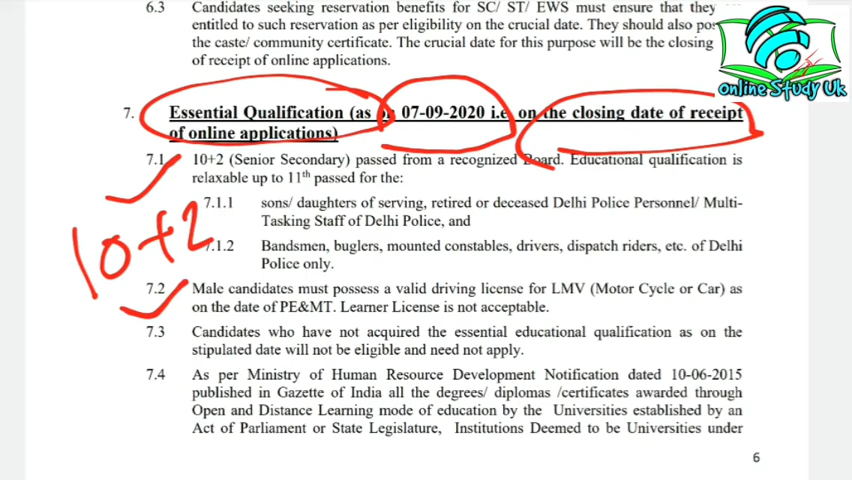 6.3 Candidates seeking reservation benefits for SC/ ST/ EWS must ensure that they
entitled to such reservation as per eligibility on the crucial date. They should also
the caste/ community certificate. The crucial date for this purpose will be the closing
of receipt of online applications.
online Study Uk
7. Essential Qualification (as on 07-09-2020 i.e. on the closing date of receipt
of online applications)
7.1 10+2 (Senior Secondary) passed from a recognized Board. Educational qualification is
relaxable up to 11th passed for the:
7.1.1 sons/ daughters of serving, retired or deceased Delhi Police Personnel/ Multi-
Tasking Staff of Delhi Police, and
10+2
7.1.2 Bandsmen, buglers, mounted constables, drivers, dispatch riders, etc. of Delhi
Police only.
7.2 Male candidates must possess a valid driving license for LMV (Motor Cycle or Car) as
on the date of PE&MT. Learner License is not acceptable.
7.3 Candidates who have not acquired the essential educational qualification as on the
stipulated date will not be eligible and need not apply.
7.4 As per Ministry of Human Resource Development Notification dated 10-06-2015
published in Gazette of India all the degrees/ diplomas /certificates awarded through
Open and Distance Learning mode of education by the Universities established by an
Act of Parliament or State Legislature, Institutions Deemed to be Universities under
6